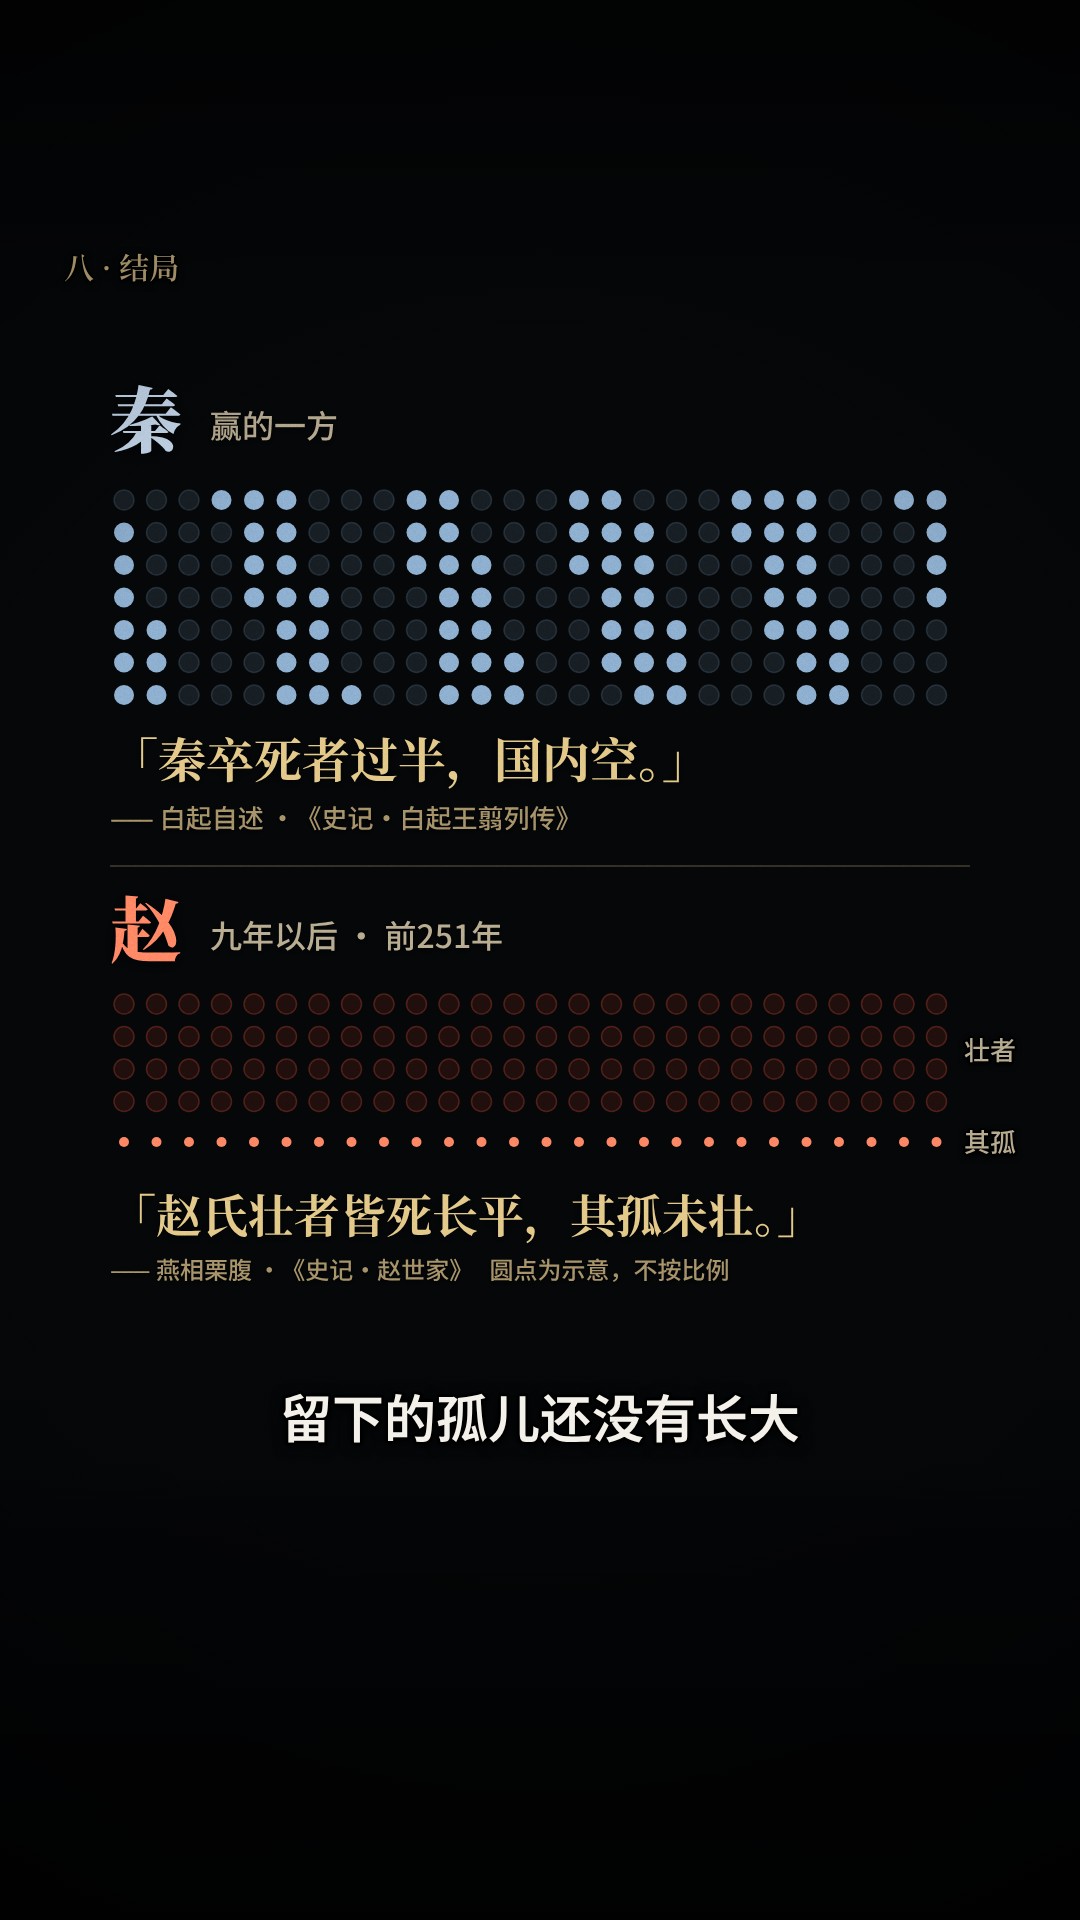 八·结局
秦 赢的一方
「秦卒死者过半，国内空。」
—— 白起自述·《史记·白起王翦列传》
赵 九年以后·前251年
壮者
其孤
「赵氏壮者皆死长平，其孤未壮。」
—— 燕相栗腹·《史记·赵世家》 圆点为示意，不按比例
留下的孤儿还没有长大